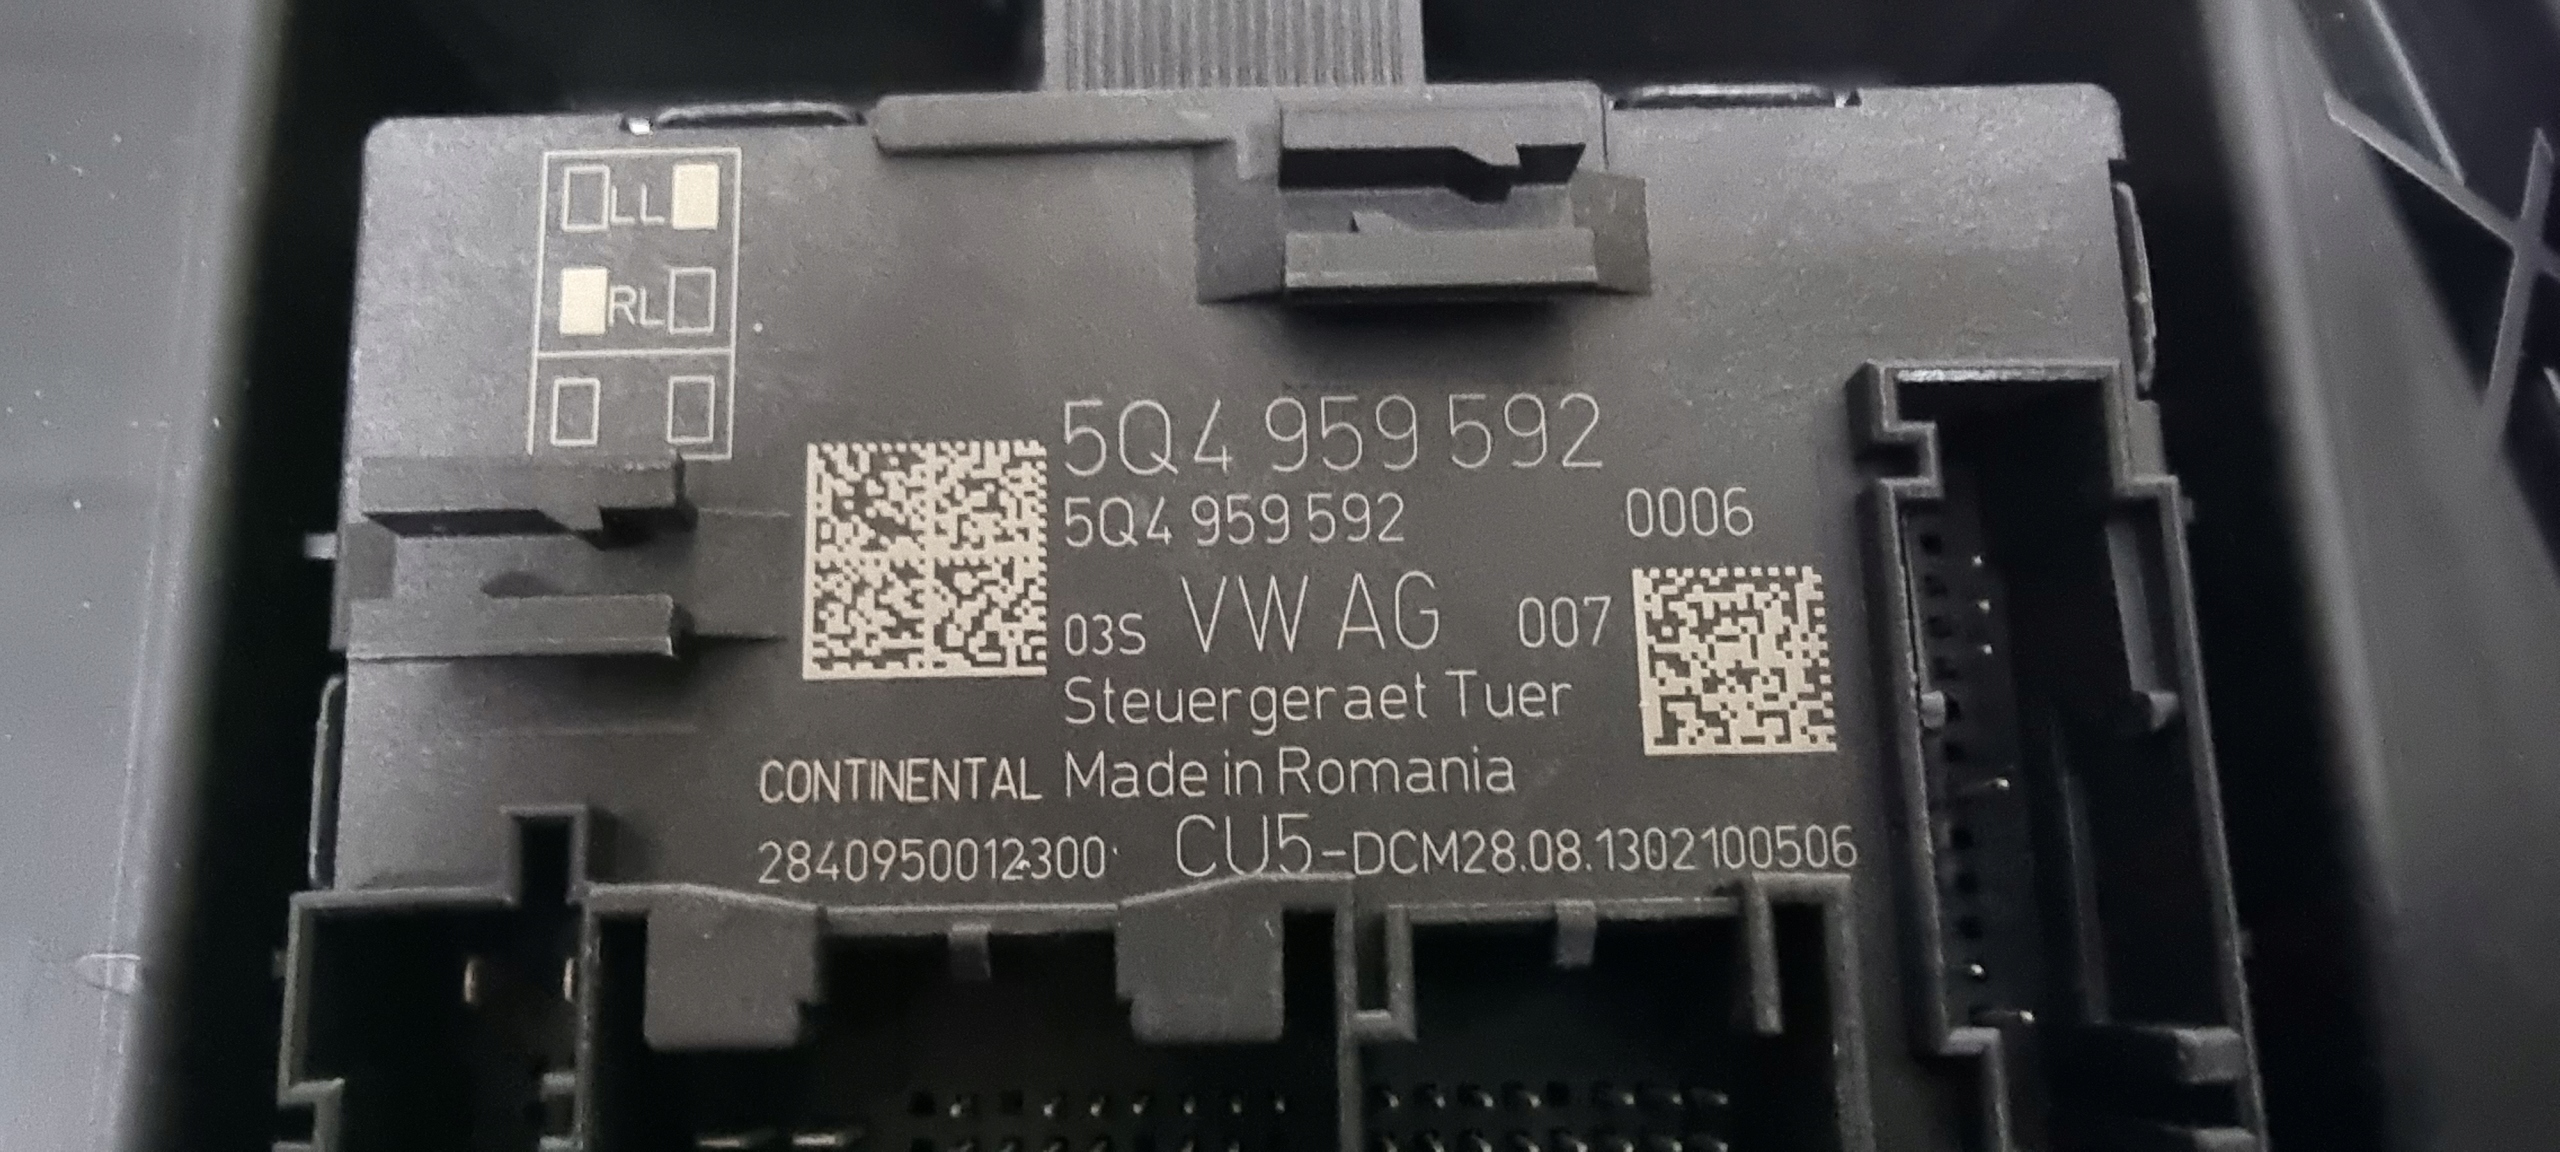 LL
RL
5Q4 959 592
5Q4 959 592 0006
03S VW AG 007
Steuergeraet Tuer
CONTINENTAL Made in Romania
2840950012300 CU5-DCM28.08.1302100506